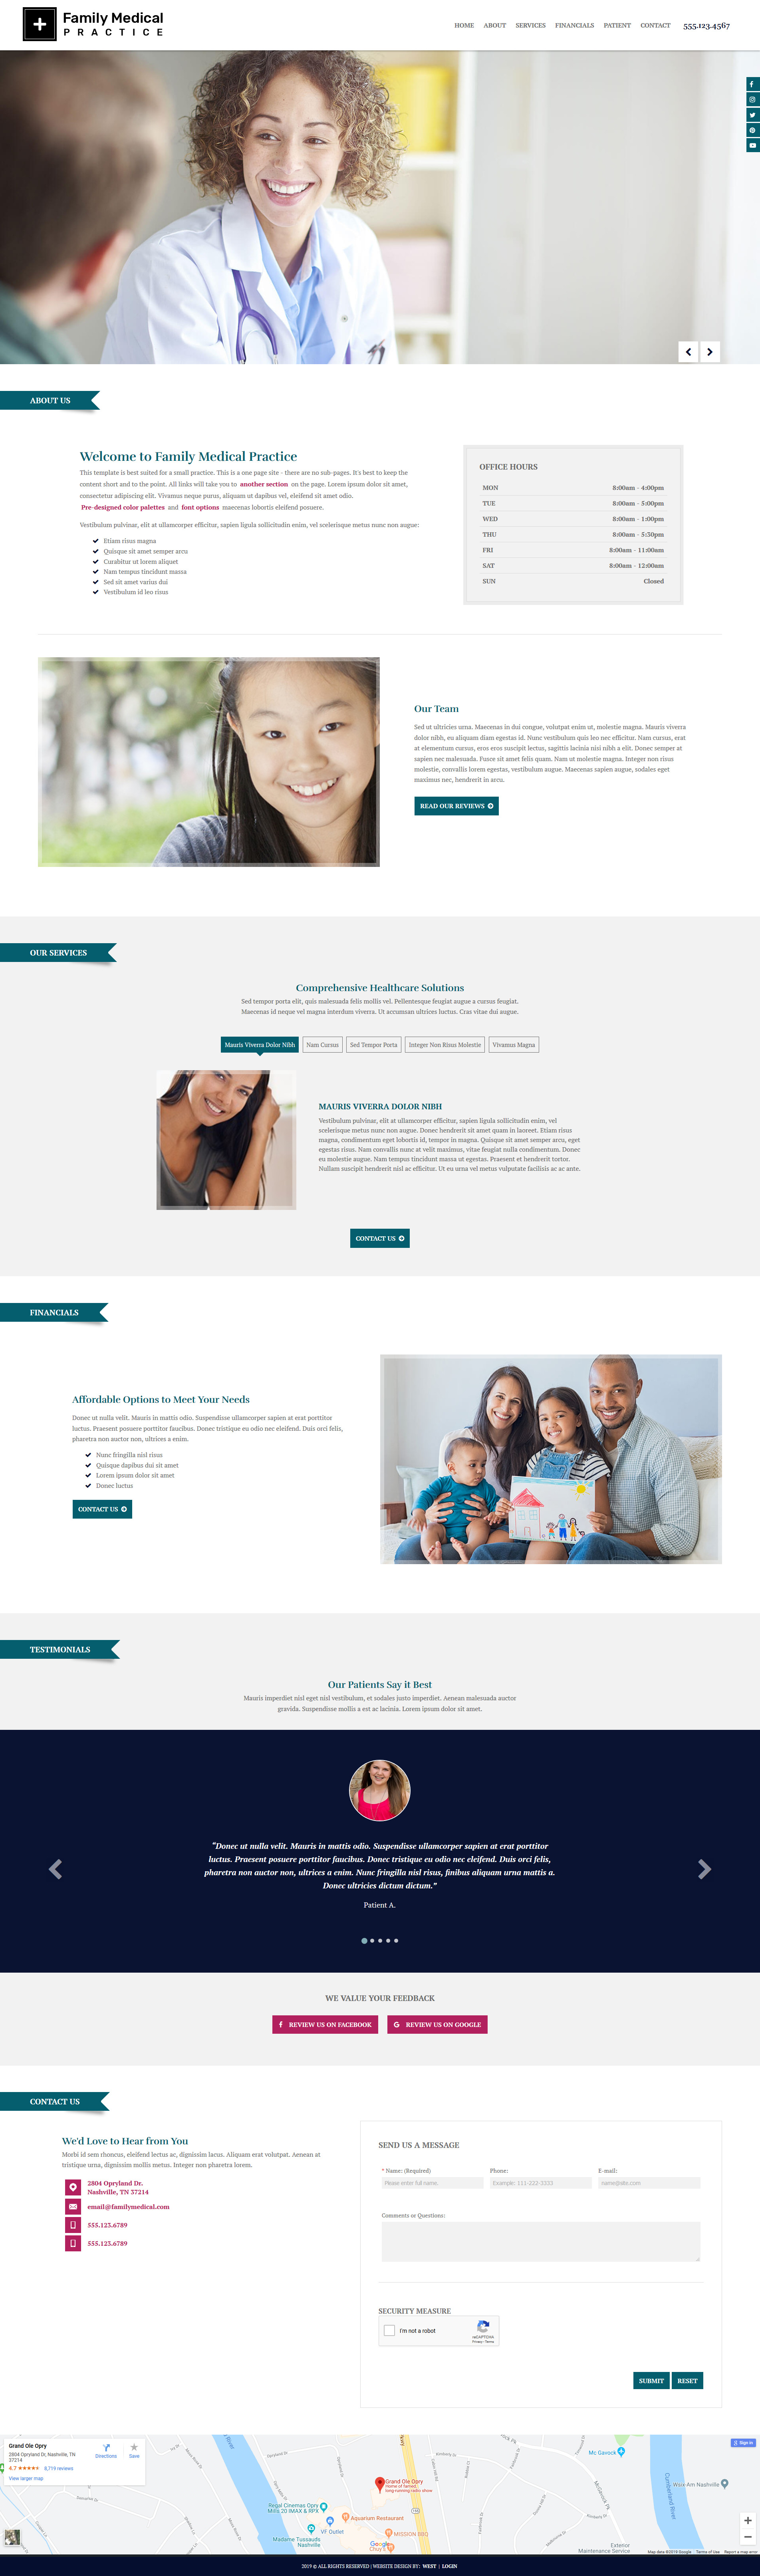 Family Medical
PRACTICE
HOME ABOUT SERVICES FINANCIALS PATIENT CONTACT 555.123.4567
ABOUT US
Welcome to Family Medical Practice
This template is best suited for a small practice. This is a one page site - there are no sub-pages. It's best to keep the
content short and to the point. All links will take you to another section on the page. Lorem ipsum dolor sit amet,
consectetur adipiscing elit. Vivamus neque purus, aliquam ut dapibus vel, eleifend sit amet odio.
Pre-designed color palettes and font options maecenas lobortis eleifend posuere.
Vestibulum pulvinar, elit at ullamcorper efficitur, sapien ligula sollicitudin enim, vel scelerisque metus nunc non augue:
Etiam risus magna
Quisque sit amet semper arcu
Curabitur ut lorem aliquet
Nam tempus tincidunt massa
Sed sit amet varius dui
Vestibulum id leo risus
OFFICE HOURS
MON 8:00am - 4:00pm
TUE 8:00am - 5:00pm
WED 8:00am - 1:00pm
THU 8:00am - 5:30pm
FRI 8:00am - 11:00am
SAT 8:00am - 12:00am
SUN Closed
Our Team
Sed ut ultricies urna. Maecenas in dui congue, volutpat enim ut, molestie magna. Mauris viverra
dolor nibh, eu aliquam diam egestas id. Nunc vestibulum quis leo nec efficitur. Nam cursus, erat
at elementum cursus, eros eros suscipit lectus, sagittis lacinia nisi nibh a elit. Donec semper at
sapien nec malesuada. Fusce sit amet felis quam. Nam ut molestie magna. Integer non risus
molestie, convallis lorem egestas, vestibulum augue. Maecenas sapien augue, sodales eget
maximus nec, hendrerit in arcu.
READ OUR REVIEWS
OUR SERVICES
Comprehensive Healthcare Solutions
Sed tempor porta elit, quis malesuada felis mollis vel. Pellentesque feugiat augue a cursus feugiat.
Maecenas id neque vel magna interdum viverra. Ut accumsan ultrices luctus. Cras vitae dui augue.
Mauris Viverra Dolor Nibh Nam Cursus Sed Tempor Porta Integer Non Risus Molestie Vivamus Magna
MAURIS VIVERRA DOLOR NIBH
Vestibulum pulvinar, elit at ullamcorper efficitur, sapien ligula sollicitudin enim, vel
scelerisque metus nunc non augue. Donec hendrerit sit amet quam in laoreet. Etiam risus
magna, condimentum eget lobortis id, tempor in magna. Quisque sit amet semper arcu, eget
egestas risus. Nam convallis nunc at velit maximus, vitae feugiat nulla condimentum. Donec
eu molestie augue. Nam tempus tincidunt massa ut egestas. Praesent et hendrerit tortor.
Nullam suscipit hendrerit nisl ac efficitur. Ut eu urna vel metus vulputate facilisis ac ac ante.
CONTACT US
FINANCIALS
Affordable Options to Meet Your Needs
Donec ut nulla velit. Mauris in mattis odio. Suspendisse ullamcorper sapien at erat porttitor
luctus. Praesent posuere porttitor faucibus. Donec tristique eu odio nec eleifend. Duis orci felis,
pharetra non auctor non, ultrices a enim.
Nunc fringilla nisl risus
Quisque dapibus dui sit amet
Lorem ipsum dolor sit amet
Donec luctus
CONTACT US
TESTIMONIALS
Our Patients Say it Best
Mauris imperdiet nisl eget nisl vestibulum, et sodales justo imperdiet. Aenean malesuada auctor
gravida. Suspendisse mollis a est ac lacinia. Lorem ipsum dolor sit amet.
"Donec ut nulla velit. Mauris in mattis odio. Suspendisse ullamcorper sapien at erat porttitor
luctus. Praesent posuere porttitor faucibus. Donec tristique eu odio nec eleifend. Duis orci felis,
pharetra non auctor non, ultrices a enim. Nunc fringilla nisl risus, finibus aliquam urna mattis a.
Donec ultricies dictum dictum."
Patient A.
WE VALUE YOUR FEEDBACK
REVIEW US ON FACEBOOK REVIEW US ON GOOGLE
CONTACT US
We'd Love to Hear from You
Morbi id sem rhoncus, eleifend lectus ac, dignissim lacus. Aliquam erat volutpat. Aenean at
tristique urna, dignissim mollis metus. Integer non pharetra lorem.
2804 Opryland Dr.
Nashville, TN 37214
email@familymedical.com
555.123.6789
555.123.6789
SEND US A MESSAGE
* Name: (Required) Phone: E-mail:
Please enter full name Example: 111-222-3333 name@abc.com
Comments or Questions:
SECURITY MEASURE
I'm not a robot
reCAPTCHA
Privacy - Terms
SUBMIT RESET
Grand Ole Opry
2804 Opryland Dr, Nashville, TN
37214
4.7 8,719 reviews
View larger map
Directions Save
Sign in
Mc Gavock
Grand Ole Opry
Home of famed,
long-running radio show
Regal Cinemas Opry
Mills 20 IMAX & RPX
Aquarium Restaurant
VF Outlet
MISSION BBQ
Madame Tussauds
Nashville
Google
Chuy's
Wave Am Nashville
Cumberland River
McGavock Pk
Exterior
Maintenance Service
Map data ©2019 Google Terms of Use Report a map error
2019 © ALL RIGHTS RESERVED | WEBSITE DESIGN BY: WEST | LOGIN